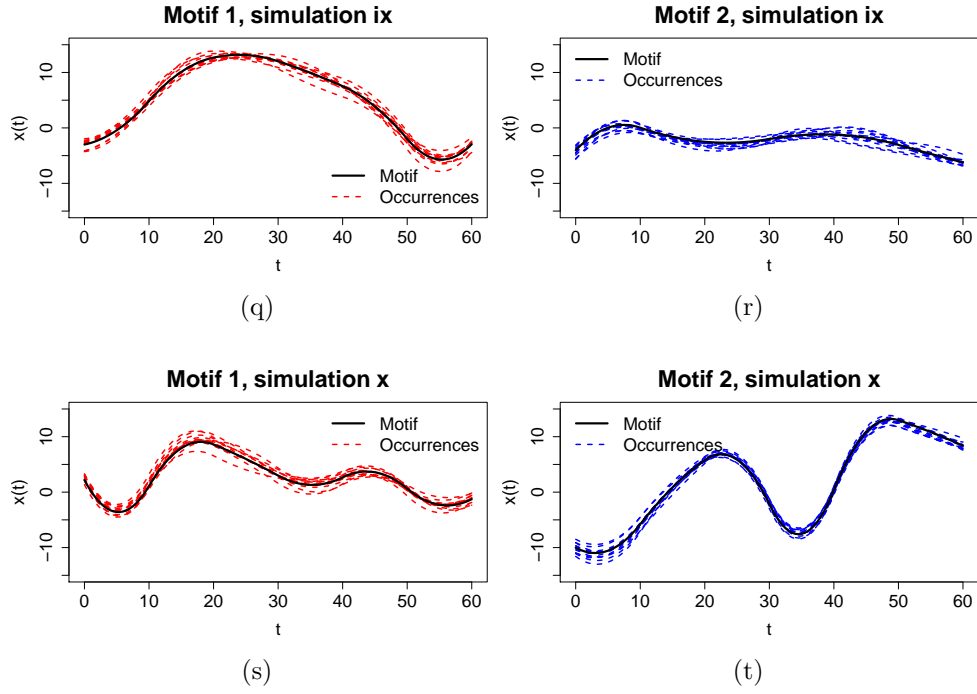 Motif 1, simulation ix
x(t)
10
0
−10
Motif
Occurrences
0 10 20 30 40 50 60
t
(q)
Motif 2, simulation ix
x(t)
10
0
−10
Motif
Occurrences
0 10 20 30 40 50 60
t
(r)
Motif 1, simulation x
x(t)
10
0
−10
Motif
Occurrences
0 10 20 30 40 50 60
t
(s)
Motif 2, simulation x
x(t)
10
0
−10
Motif
Occurrences
0 10 20 30 40 50 60
t
(t)